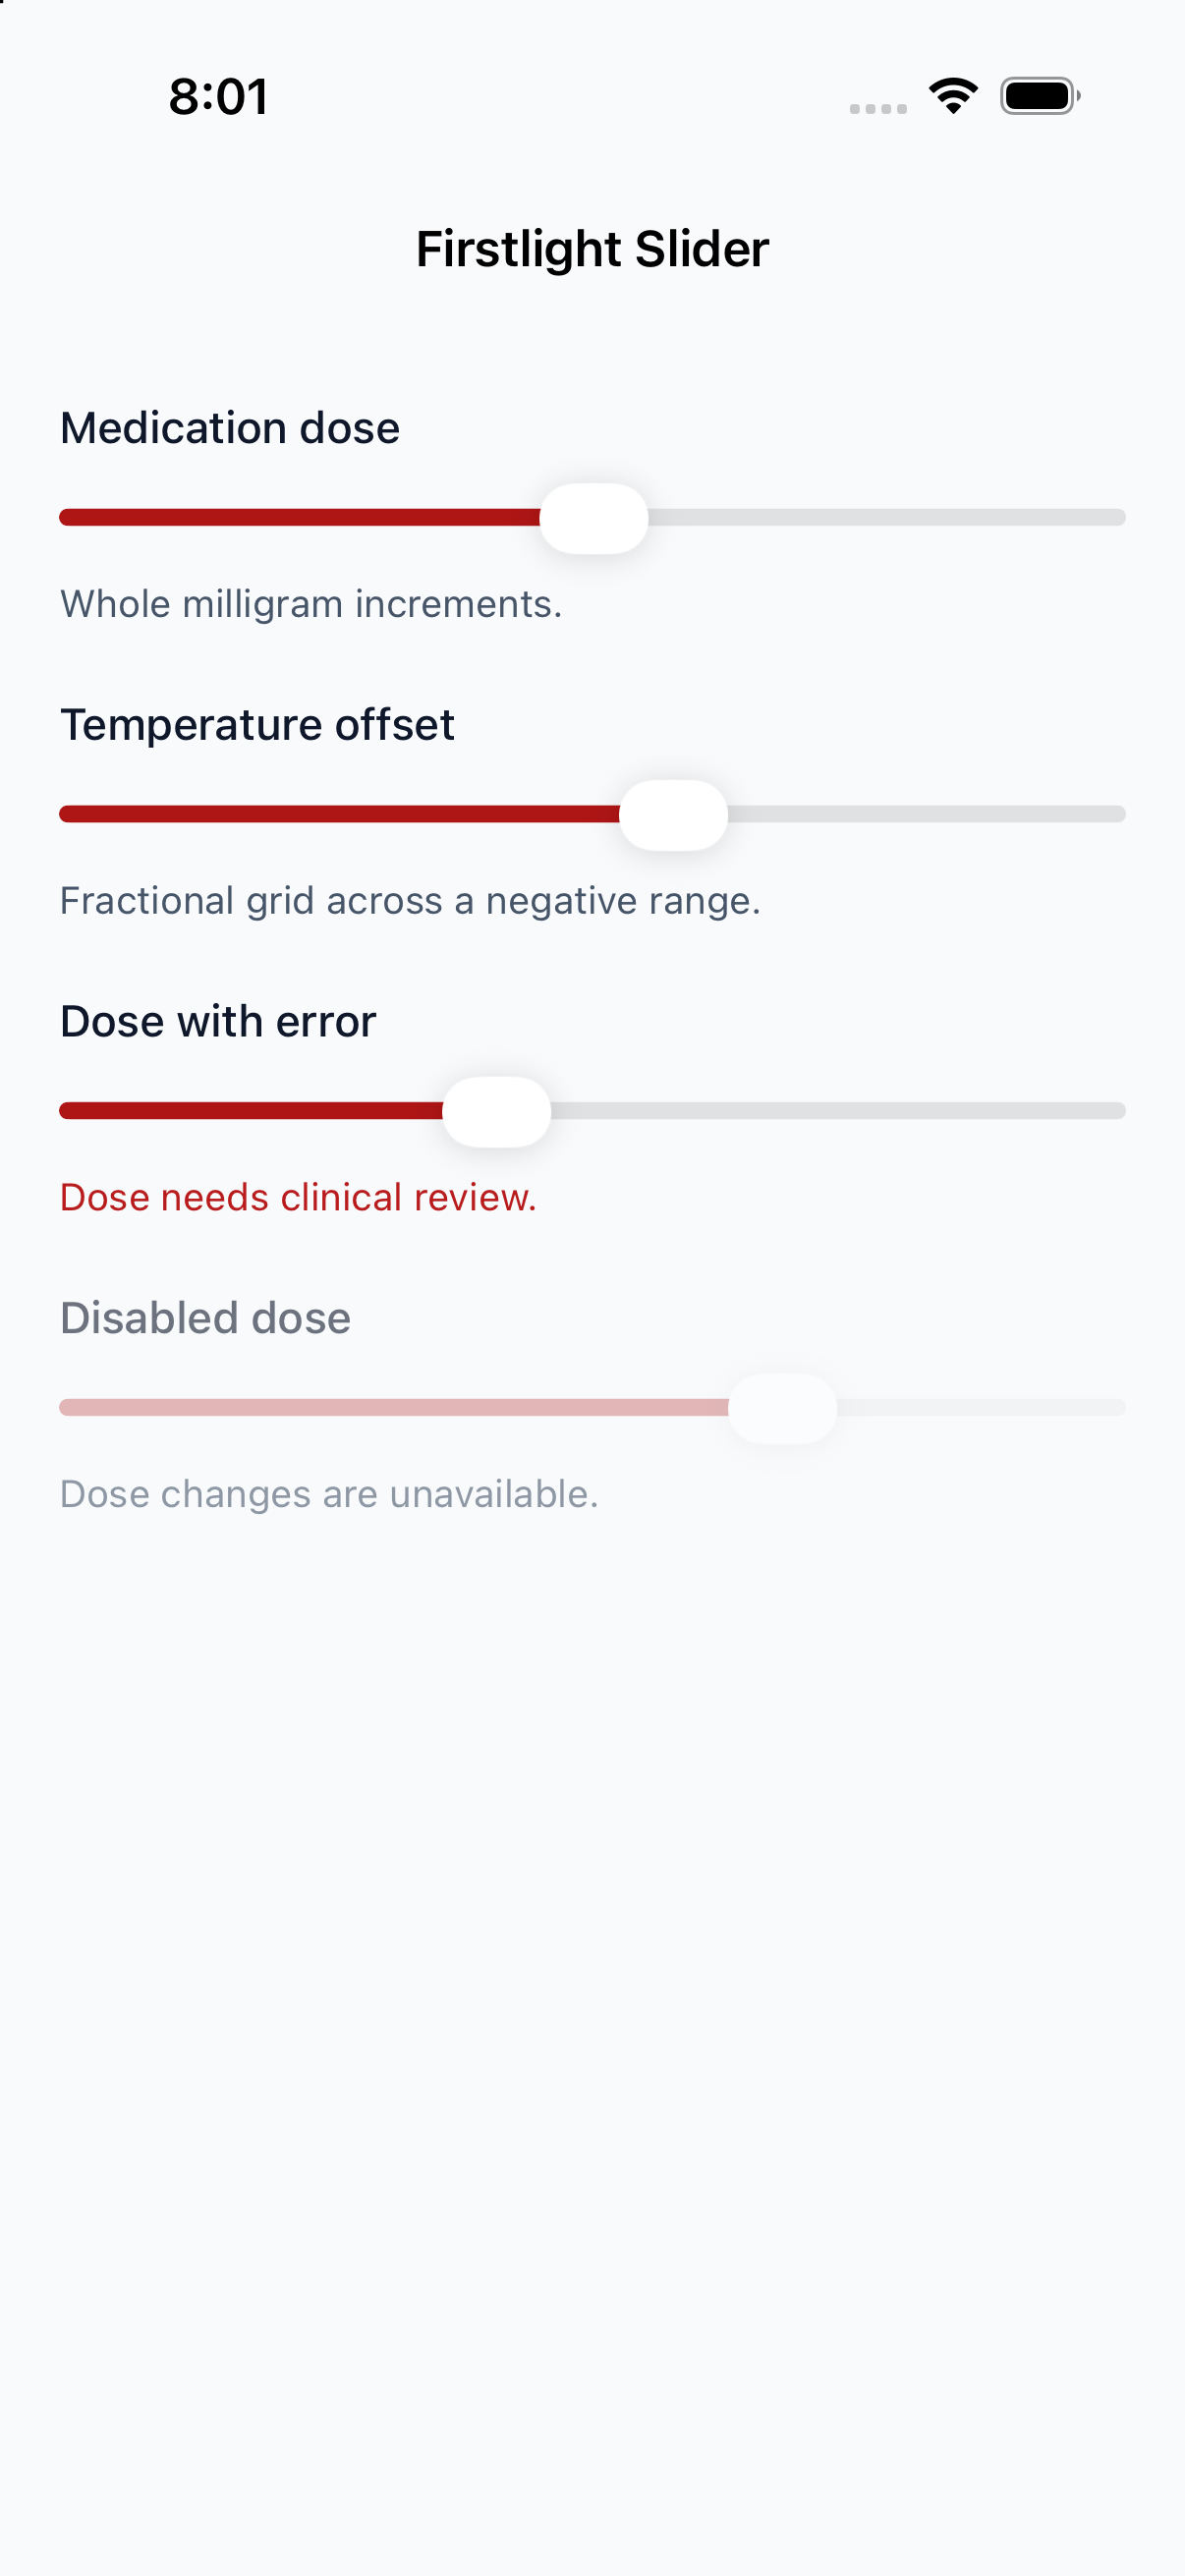 8:01
Firstlight Slider
Medication dose
Whole milligram increments.
Temperature offset
Fractional grid across a negative range.
Dose with error
Dose needs clinical review.
Disabled dose
Dose changes are unavailable.